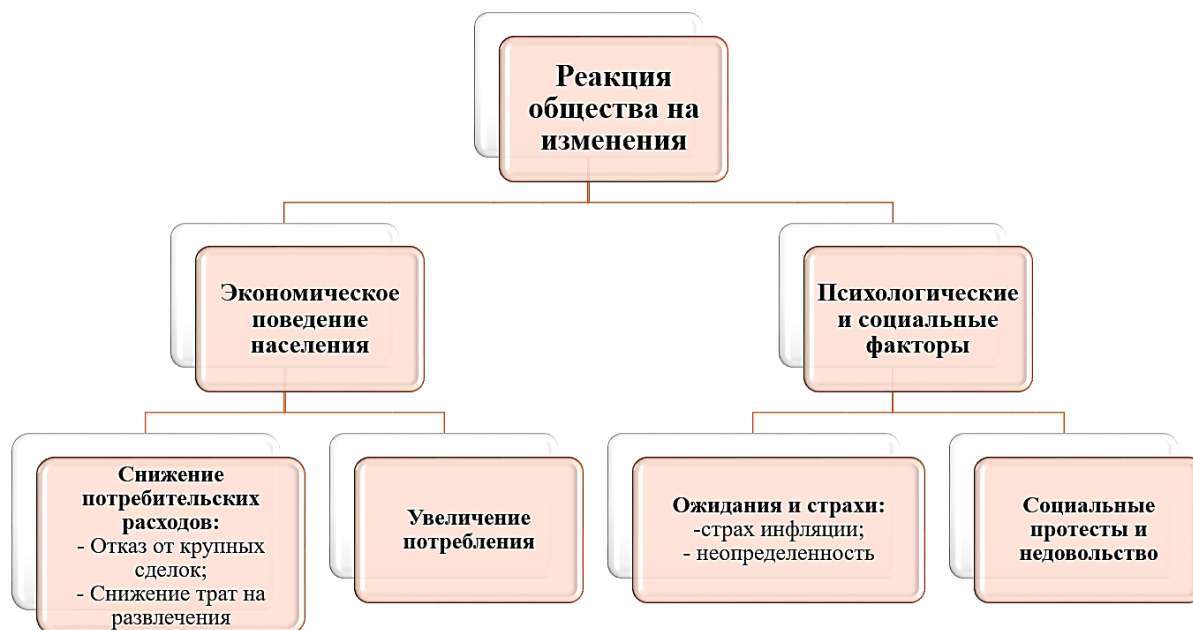 Реакция
общества на
изменения
Экономическое
поведение
населения
Психологические
и социальные
факторы
Снижение
потребительских
расходов:
- Отказ от крупных
сделок;
- Снижение трат на
развлечения
Увеличение
потребления
Ожидания и страхи:
-страх инфляции;
- неопределенность
Социальные
протесты и
недовольство